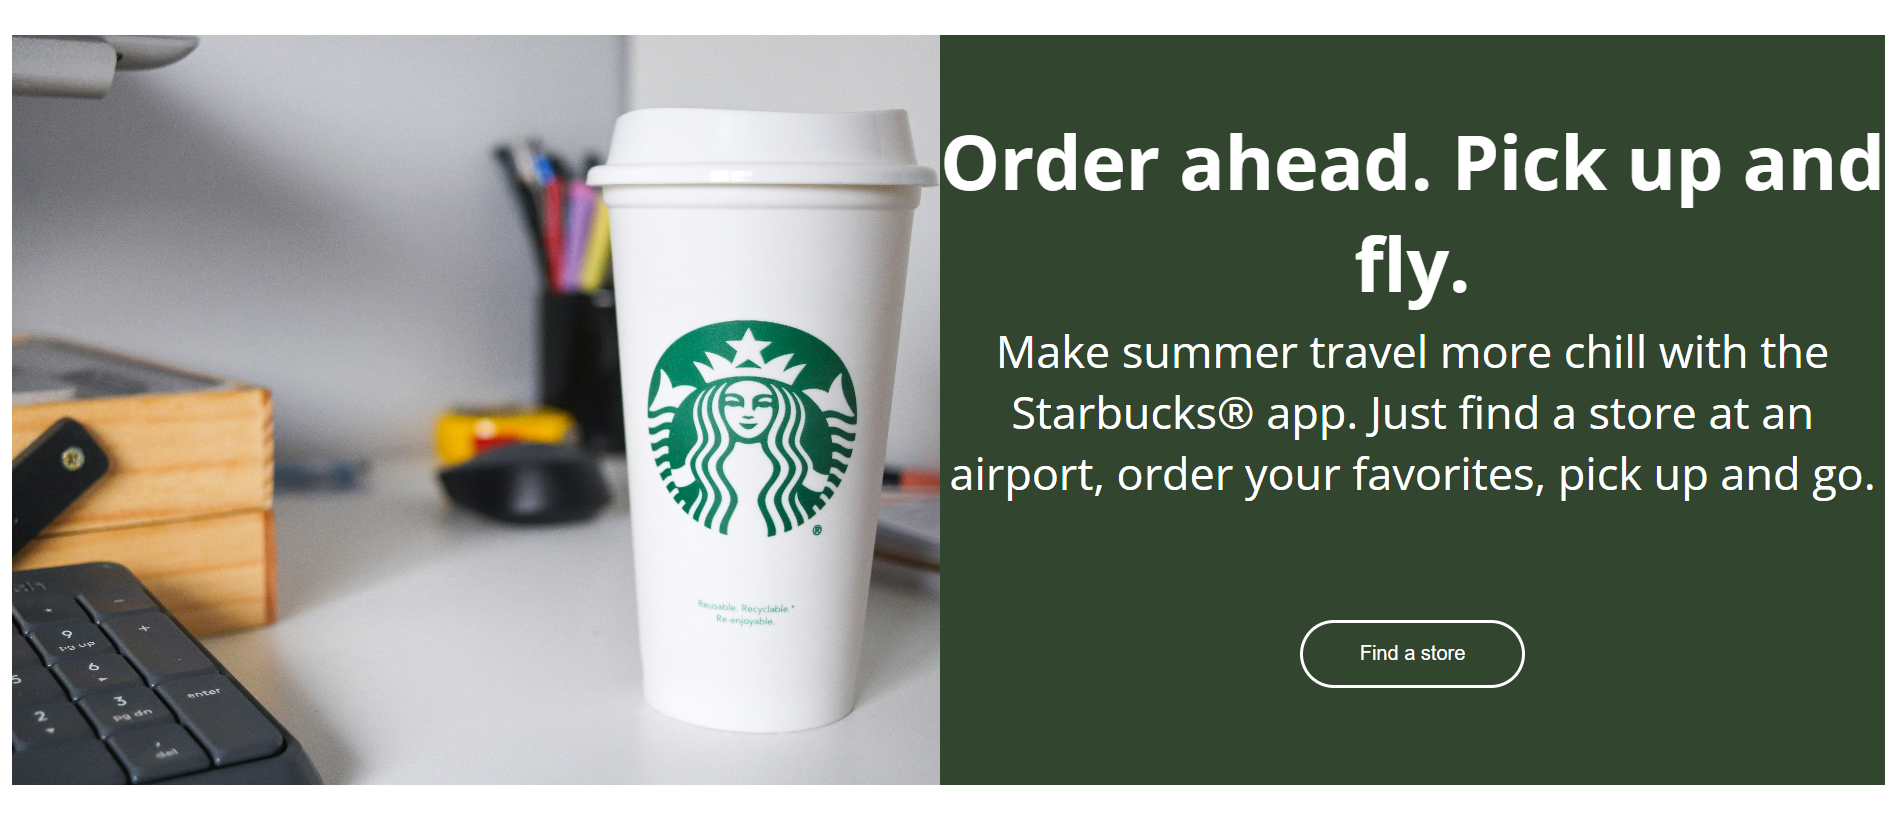 Order ahead. Pick up and
fly.
Make summer travel more chill with the
Starbucks® app. Just find a store at an
airport, order your favorites, pick up and go.
Find a store
®
Reusable. Recyclable.*
Re-enjoyable.
9
pg up
+
6
5
3
pg dn
enter
2
del